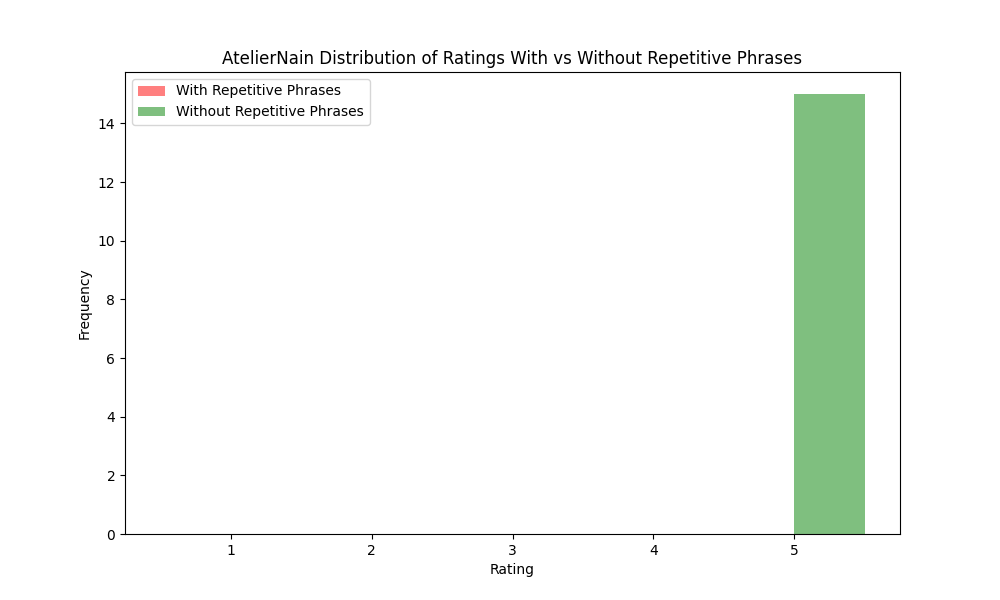 AtelierNain Distribution of Ratings With vs Without Repetitive Phrases
With Repetitive Phrases
Without Repetitive Phrases
14
12
10
8
6
4
2
0
Frequency
1 2 3 4 5
Rating